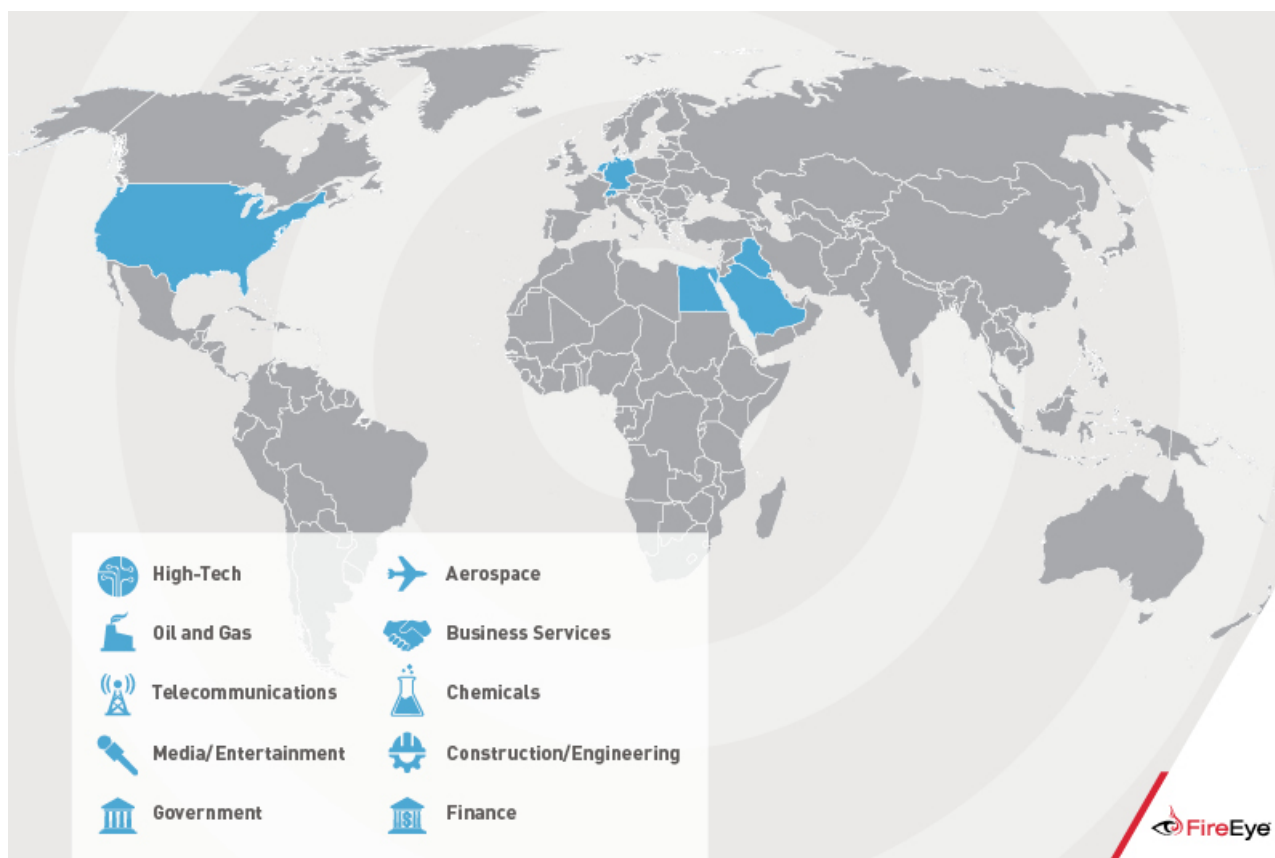 High-Tech
Oil and Gas
Telecommunications
Media/Entertainment
Government
Aerospace
Business Services
Chemicals
Construction/Engineering
Finance
FireEye